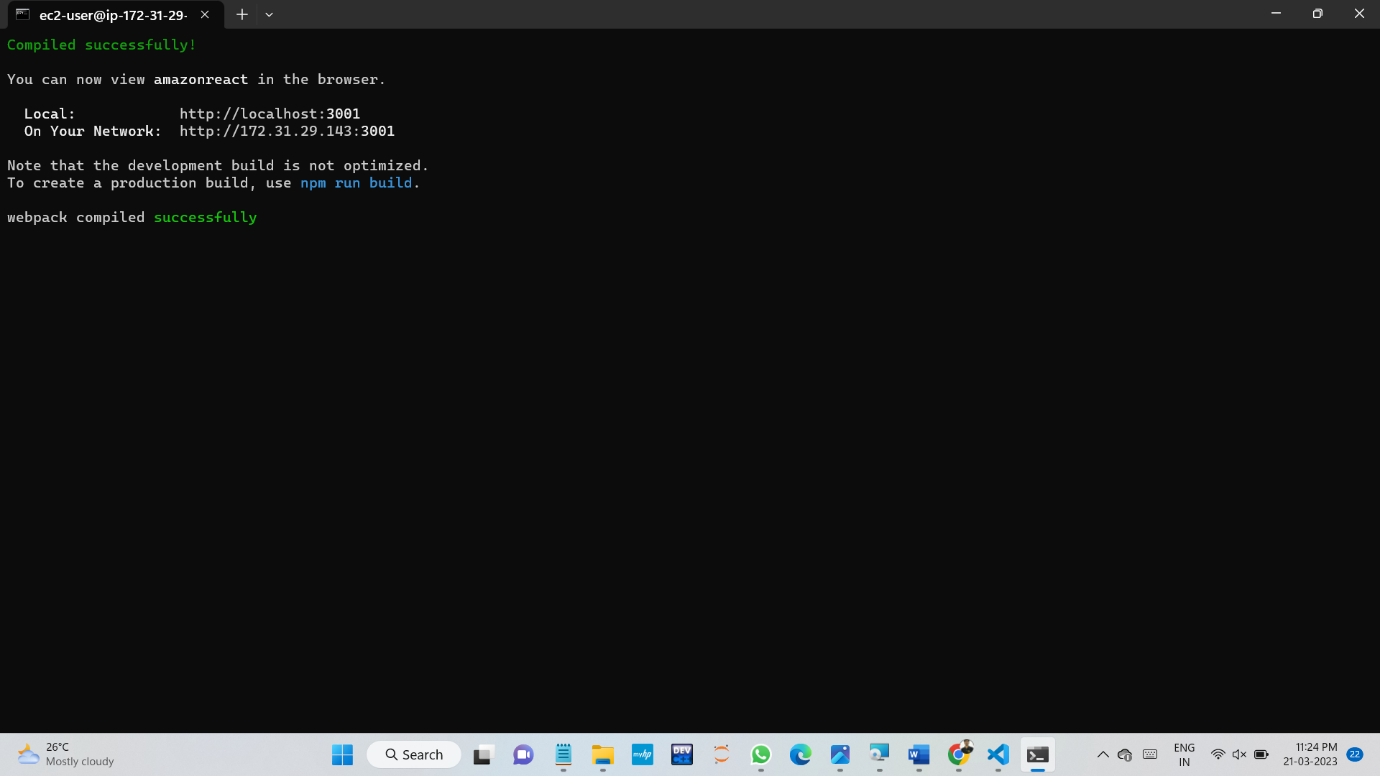 ec2-user@ip-172-31-29-
Compiled successfully!
You can now view amazonreact in the browser.
Local: http://localhost:3001
On Your Network: http://172.31.29.143:3001
Note that the development build is not optimized.
To create a production build, use npm run build.
webpack compiled successfully
26°C
Mostly cloudy
Search
myhp
DEV
C++
W
ENG
IN
11:24 PM
21-03-2023
22